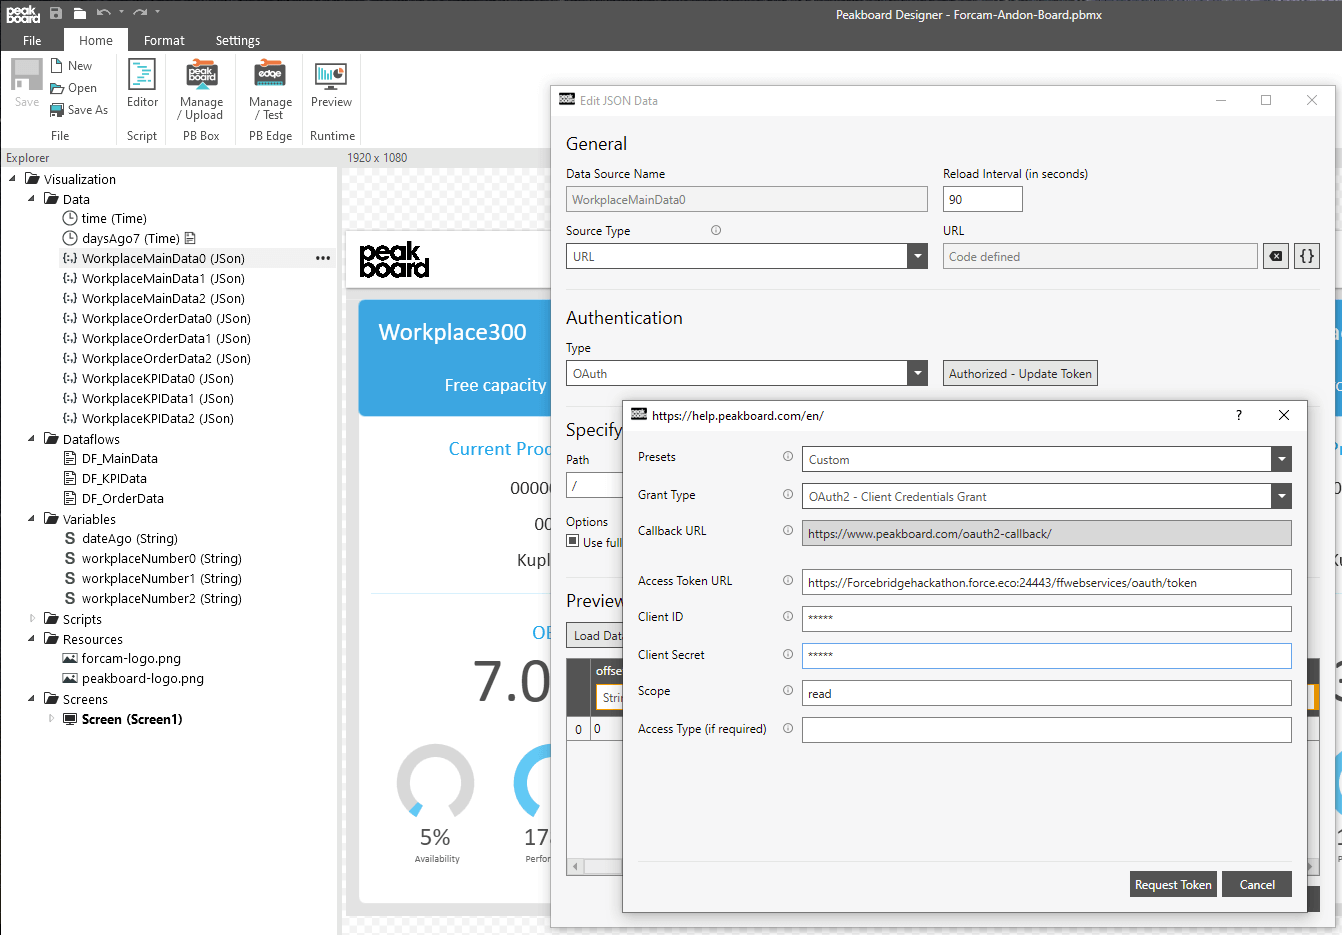 peak
board
Peakboard Designer - Forcam-Andon-Board.pbmx
File
Home
Format
Settings
Save
New
Open
Save As
File
Editor
Script
Manage
/ Upload
PB Box
Manage
/ Test
PB Edge
Preview
Runtime
Explorer
Visualization
Data
time (Time)
daysAgo7 (Time)
WorkplaceMainData0 (JSon)
WorkplaceMainData1 (JSon)
WorkplaceMainData2 (JSon)
WorkplaceOrderData0 (JSon)
WorkplaceOrderData1 (JSon)
WorkplaceOrderData2 (JSon)
WorkplaceKPIData0 (JSon)
WorkplaceKPIData1 (JSon)
WorkplaceKPIData2 (JSon)
Dataflows
DF_MainData
DF_KPIData
DF_OrderData
Variables
dateAgo (String)
workplaceNumber0 (String)
workplaceNumber1 (String)
workplaceNumber2 (String)
Scripts
Resources
forcam-logo.png
peakboard-logo.png
Screens
Screen (Screen1)
1920 x 1080
peak
board
Workplace300
Free capacity
Current Proc
0000
00
Kupl
OE
7.0
5%
Availability
17
Perfor
Edit JSON Data
General
Data Source Name
WorkplaceMainData0
Reload Interval (in seconds)
90
Source Type
URL
URL
Code defined
{}
Authentication
Type
OAuth
Authorized - Update Token
Specify
Path
/
Options
Use full
Preview
Load Dat
offse
Strin
0
0
https://help.peakboard.com/en/
?
Presets
Custom
Grant Type
OAuth2 - Client Credentials Grant
Callback URL
https://www.peakboard.com/oauth2-callback/
Access Token URL
https://Forcebridgehackathon.force.eco:24443/ffwebservices/oauth/token
Client ID
*****
Client Secret
*****
Scope
read
Access Type (if required)
Request Token
Cancel